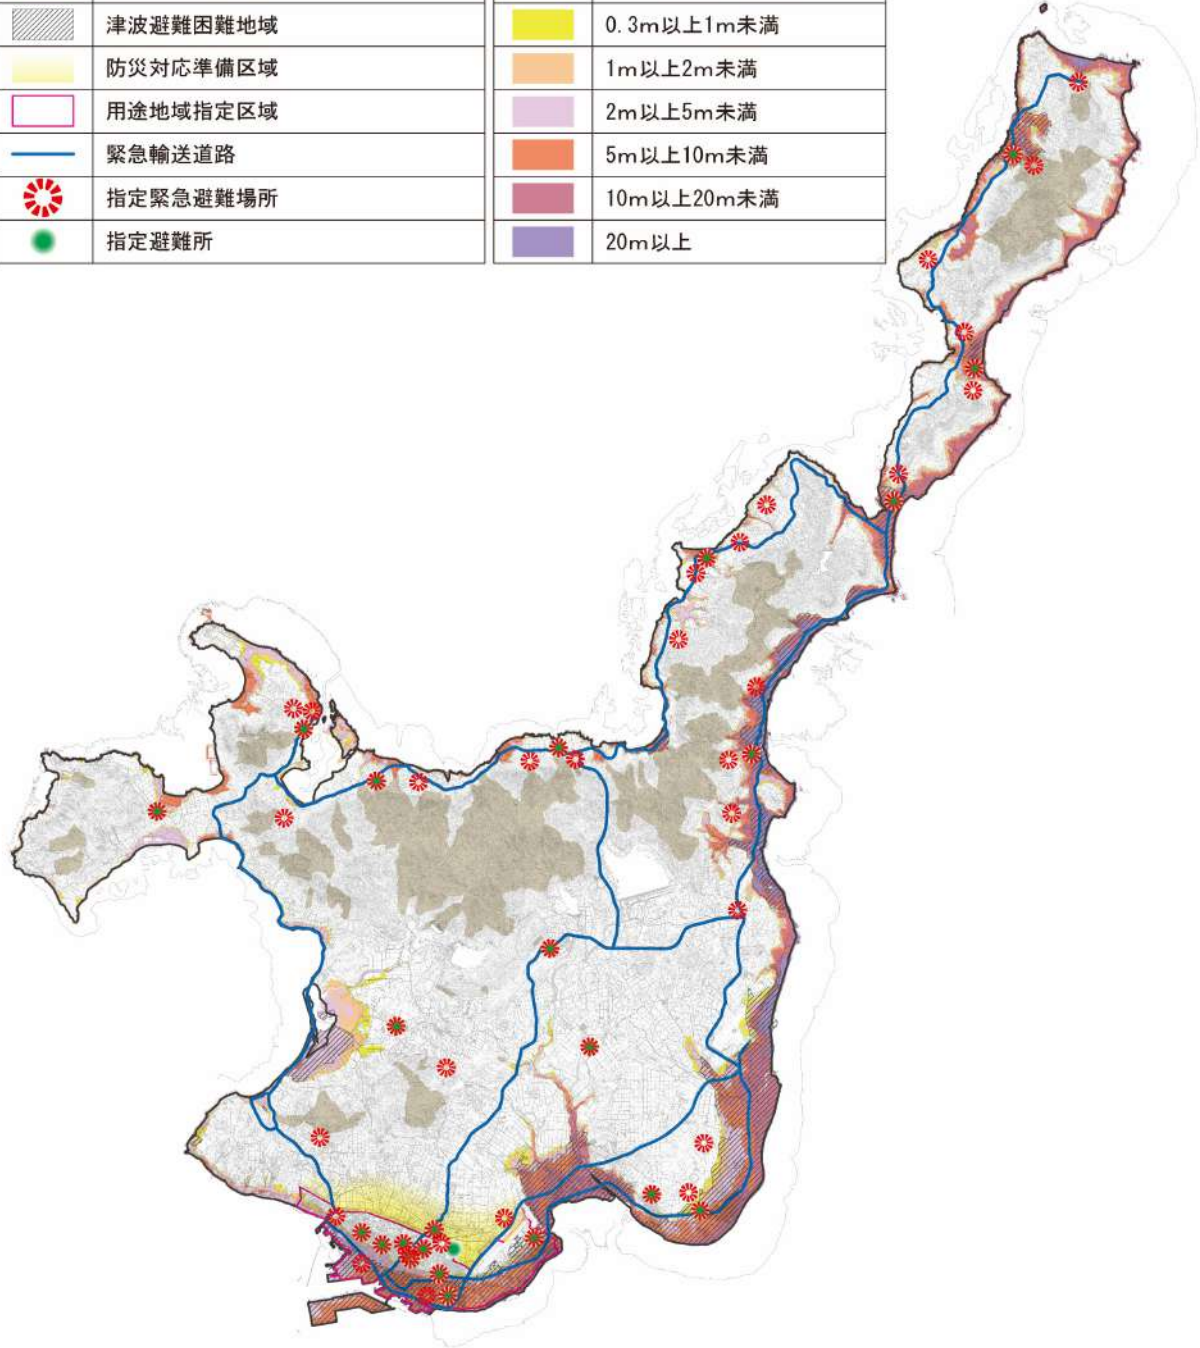 津波避難困難地域
防災対応準備区域
用途地域指定区域
緊急輸送道路
指定緊急避難場所
指定避難所
0.3m以上1m未満
1m以上2m未満
2m以上5m未満
5m以上10m未満
10m以上20m未満
20m以上